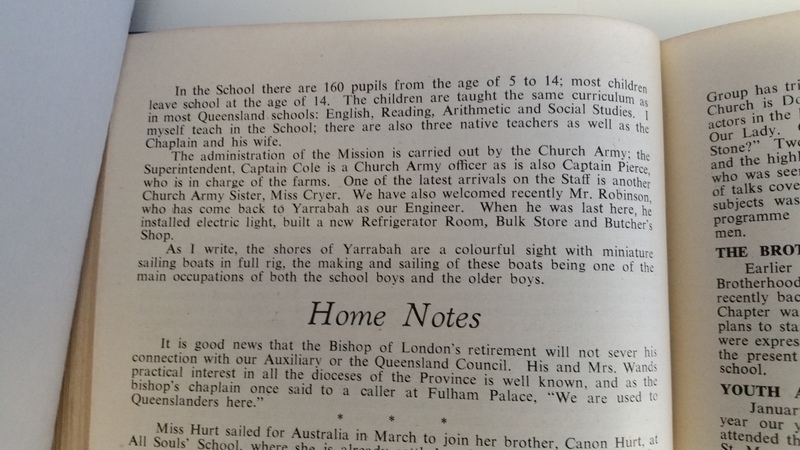 In the School there are 160 pupils from the age of 5 to 14; most children
leave school at the age of 14. The children are taught the same curriculum as
in most Queensland schools: English, Reading, Arithmetic and Social Studies. I
myself teach in the School; there are also three native teachers as well as the
Chaplain and his wife.
The administration of the Mission is carried out by the Church Army; the
Superintendent, Captain Cole is a Church Army officer as is also Captain Pierce,
who is in charge of the farms. One of the latest arrivals on the Staff is another
Church Army Sister, Miss Cryer. We have also welcomed recently Mr. Robinson,
who has come back to Yarrabah as our Engineer. When he was last here, he
installed electric light, built a new Refrigerator Room, Bulk Store and Butcher's
Shop.
As I write, the shores of Yarrabah are a colourful sight with miniature
sailing boats in full rig, the making and sailing of these boats being one of the
main occupations of both the school boys and the older boys.
Home Notes
It is good news that the Bishop of London's retirement will not sever his
connection with our Auxiliary or the Queensland Council. His and Mrs. Wands
practical interest in all the dioceses of the Province is well known, and as the
bishop's chaplain once said to a caller at Fulham Palace, "We are used to
Queenslanders here."
* * *
Miss Hurt sailed for Australia in March to join her brother, Canon Hurt, at
All Souls' School, where she is already
Group has
Church is
actors in the
Our Lady.
Stone?"
and the
who was
of talks
subjects was
programme
men.
THE
Earlier
Brotherhood
recently
Chapter
plans to
were
the present
school.
YOUTH
year our
attended